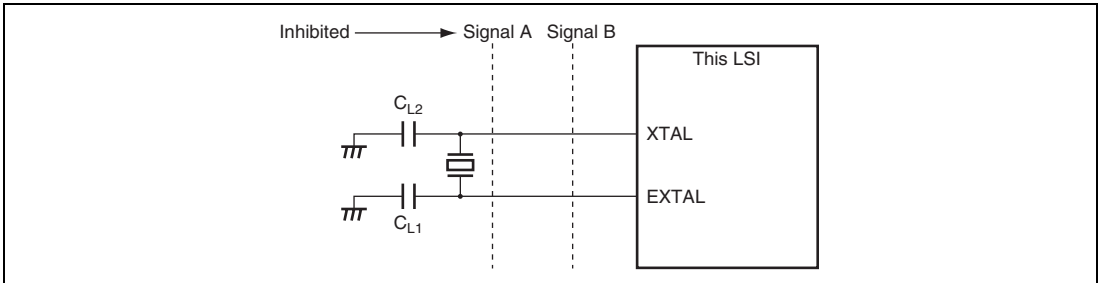 Inhibited Signal A Signal B
This LSI
CL2
XTAL
EXTAL
CL1